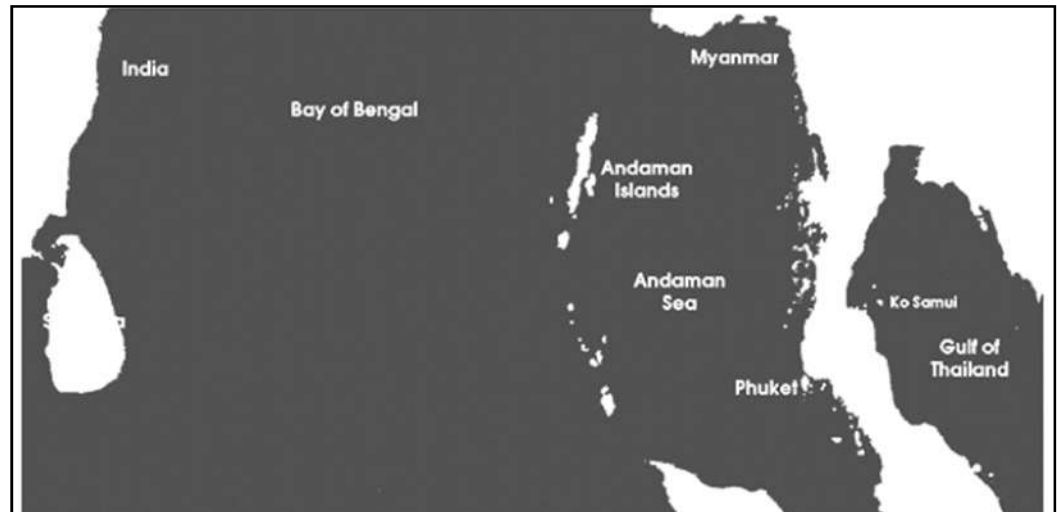 India
Myanmar
Bay of Bengal
Andaman
Islands
Andaman
Sea
Ko Samui
Gulf of
Thailand
Phuket